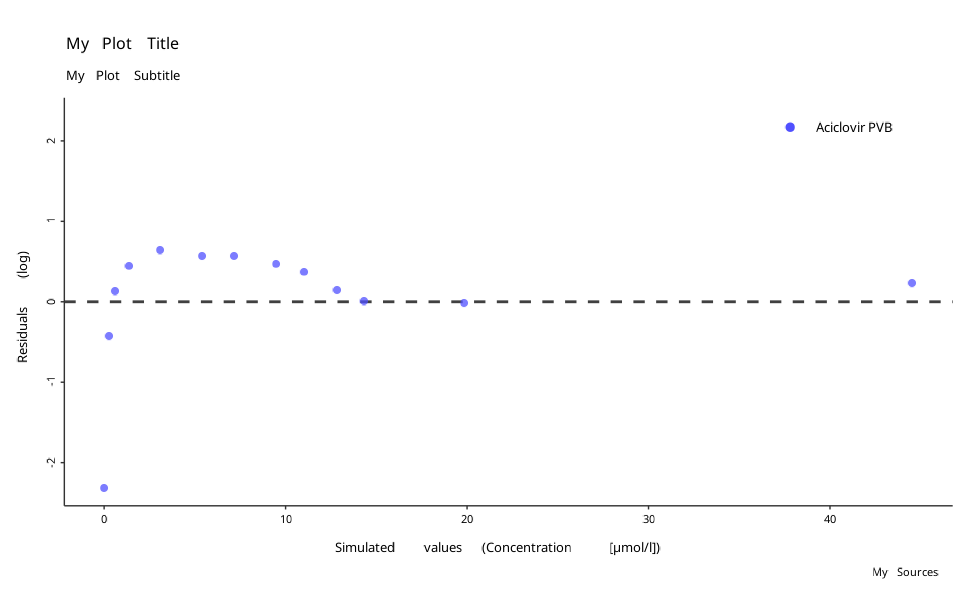 My Plot Title
My Plot Subtitle
Aciclovir PVB
2
1
0
-1
-2
Residuals (log)
0 10 20 30 40
Simulated values (Concentration [µmol/l])
My Sources